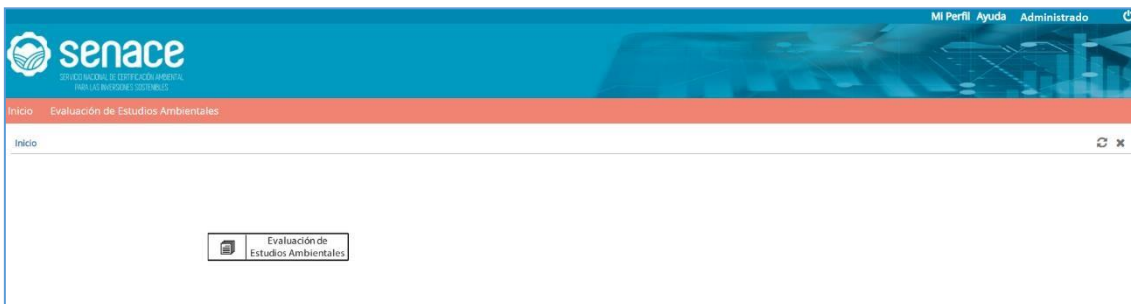 Mi Perfil Ayuda Administrado
senace
SERVICIO NACIONAL DE CERTIFICACIÓN AMBIENTAL
PARA LAS INVERSIONES SOSTENIBLES
Inicio Evaluación de Estudios Ambientales
Inicio
Evaluación de
Estudios Ambientales